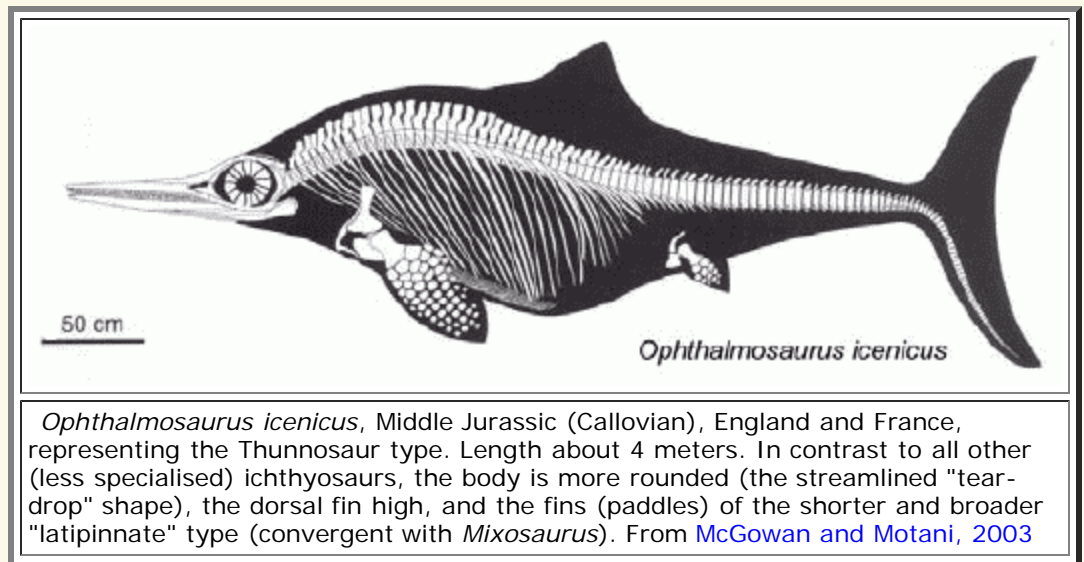 50 cm
Ophthalmosaurus icenicus
Ophthalmosaurus icenicus, Middle Jurassic (Callovian), England and France,
representing the Thunnosaur type. Length about 4 meters. In contrast to all other
(less specialised) ichthyosaurs, the body is more rounded (the streamlined "tear-
drop" shape), the dorsal fin high, and the fins (paddles) of the shorter and broader
"latipinnate" type (convergent with Mixosaurus). From McGowan and Motani, 2003